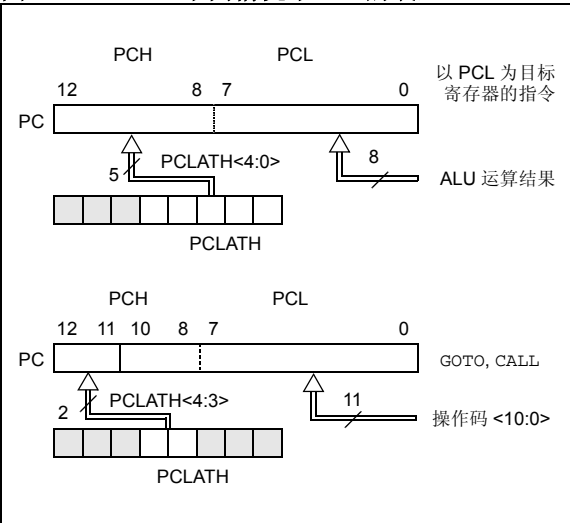 PCH PCL
12 8 7 0
以 PCL 为目标
寄存器的指令
PC
5 PCLATH<4:0> 8
ALU 运算结果
PCLATH
PCH PCL
12 11 10 8 7 0
PC
GOTO, CALL
2 PCLATH<4:3> 11
操作码 <10:0>
PCLATH